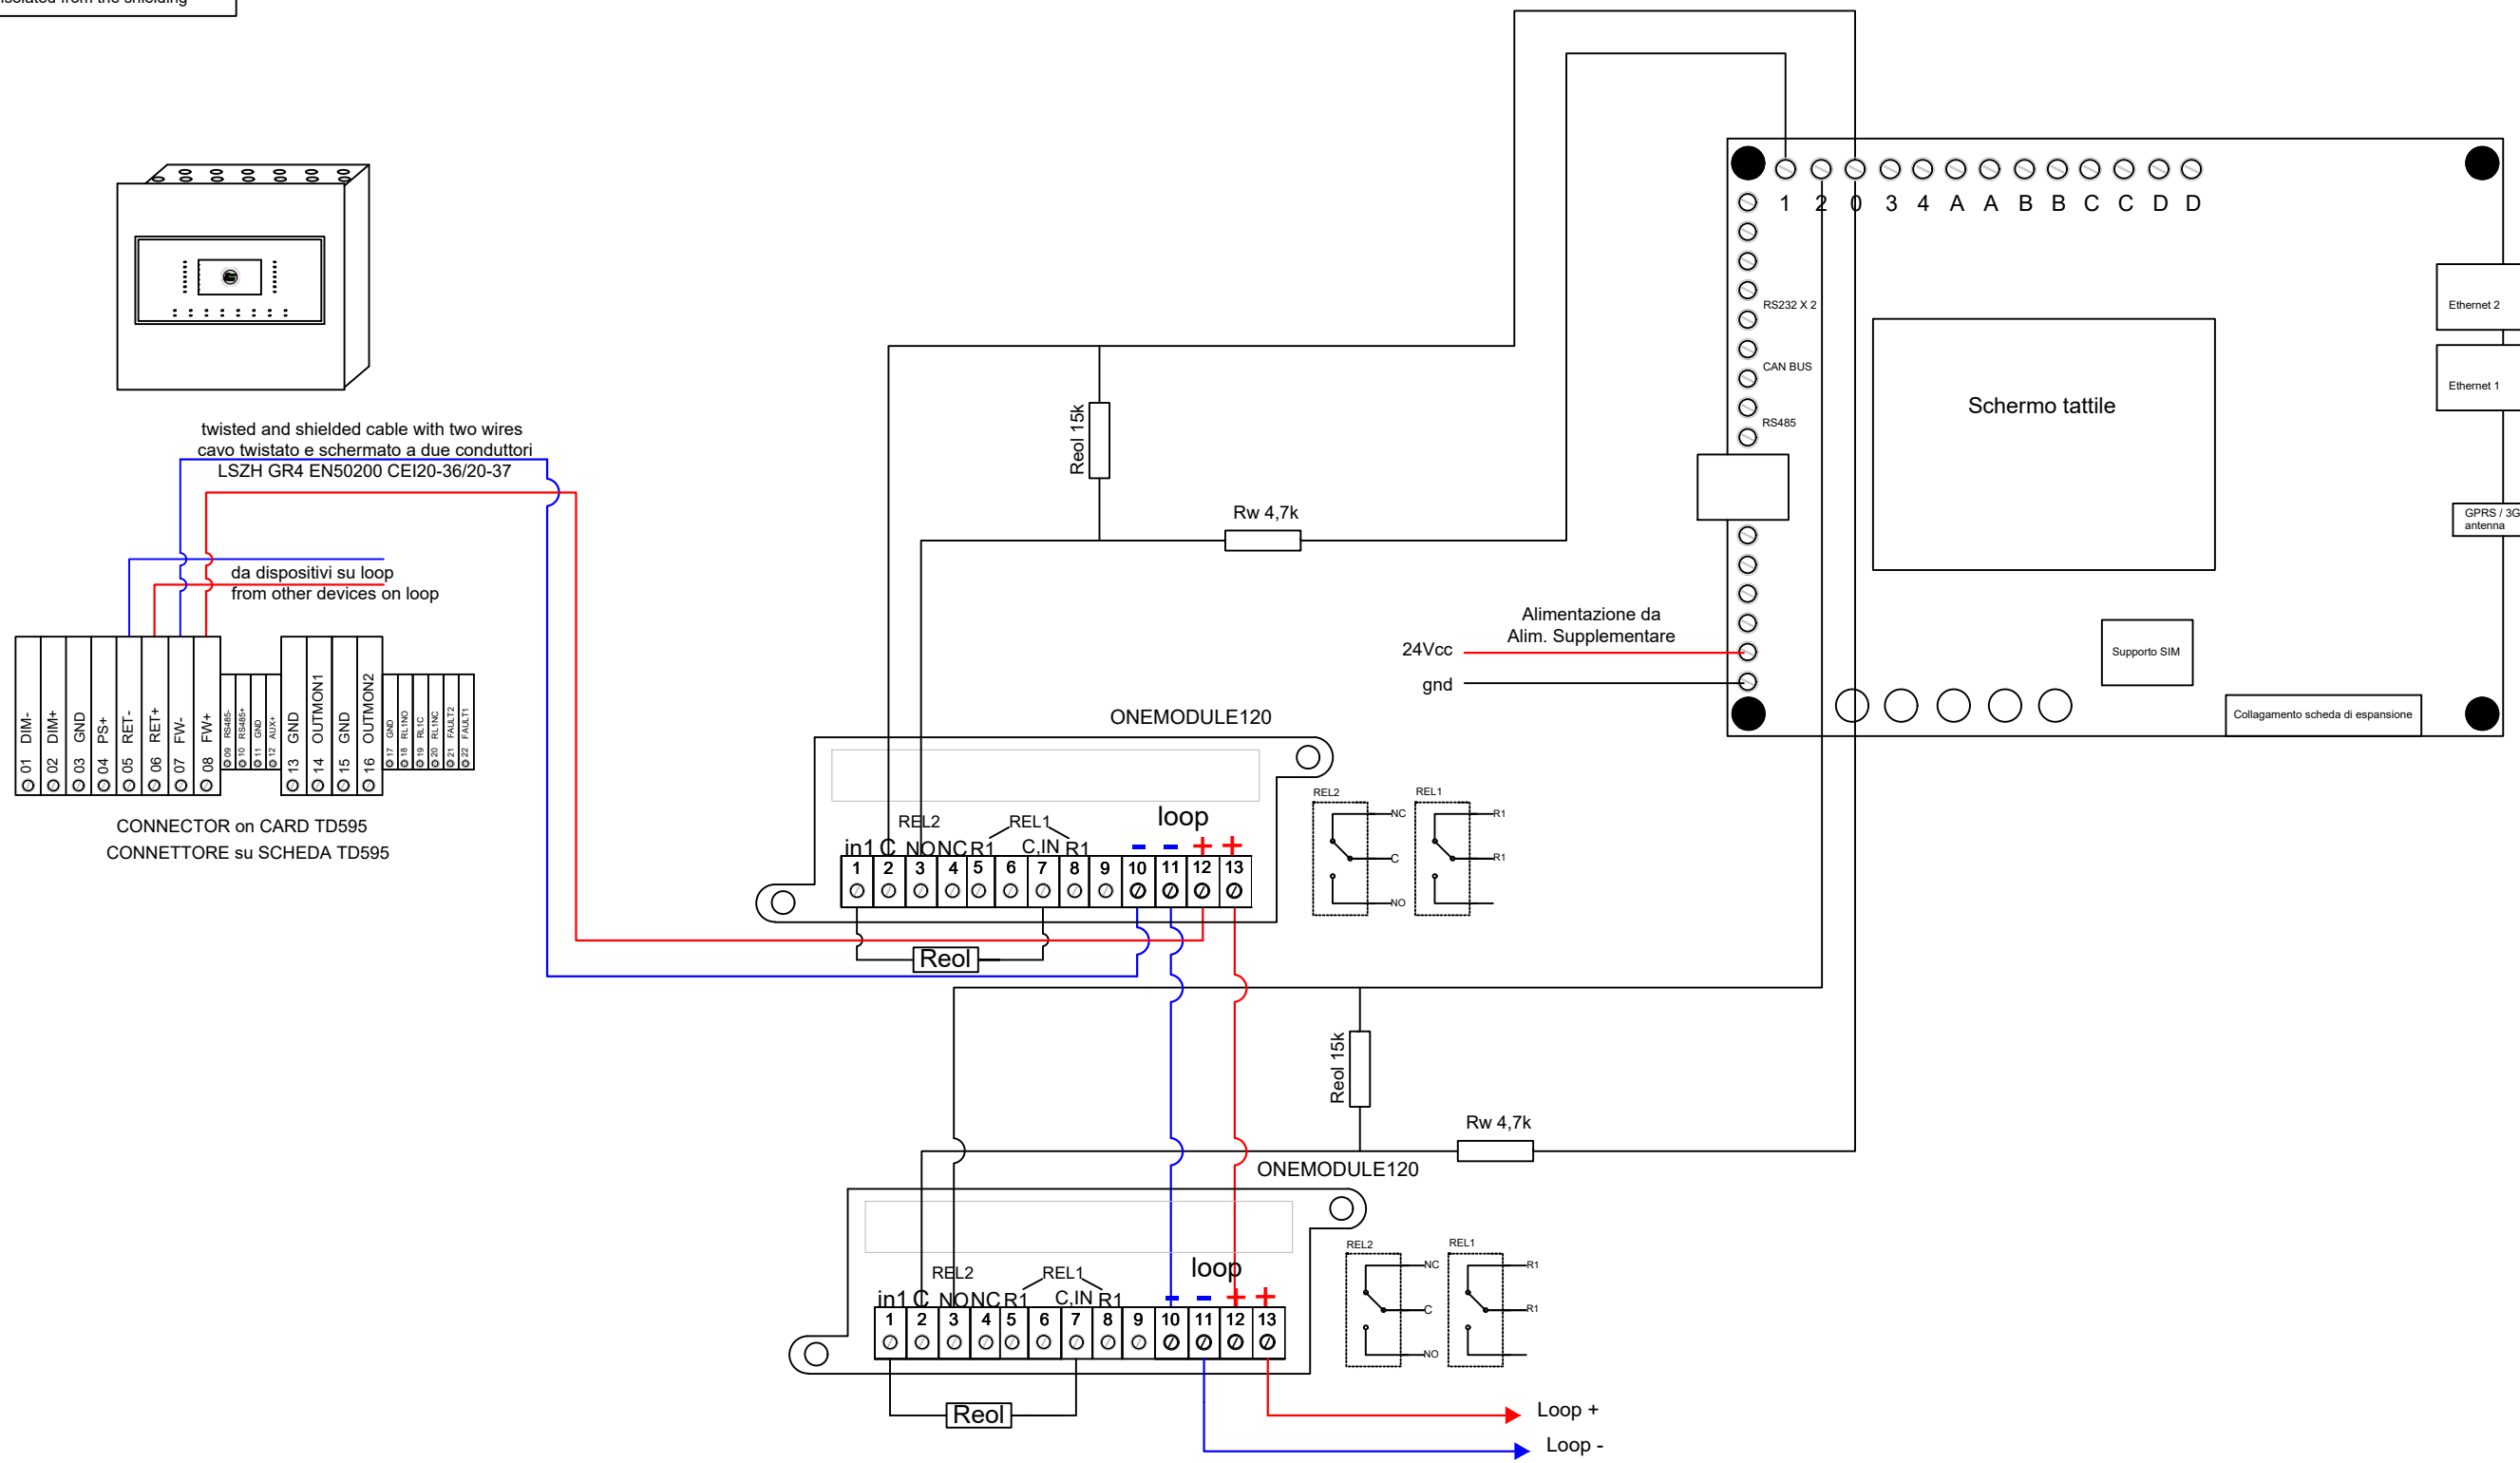 isolated from the shielding
twisted and shielded cable with two wires
cavo twistato e schermato a due conduttori
LSZH GR4 EN50200 CEI20-36/20-37
da dispositivi su loop
from other devices on loop
01 DIM-
02 DIM+
03 GND
04 PS+
05 RET-
06 RET+
07 FW-
08 FW+
09 RS485-
10 RS485+
11 GND
12 AUX+
13 GND
14 OUTMON1
15 GND
16 OUTMON2
17 GND
18 RL1NO
19 RL1C
20 RL1NC
21 FAULT2
22 FAULT1
CONNECTOR on CARD TD595
CONNETTORE su SCHEDA TD595
Reol 15k
Rw 4,7k
1 2 0 3 4 A A B B C C D D
RS232 X 2
CAN BUS
RS485
Schermo tattile
Ethernet 2
Ethernet 1
GPRS / 3G
antenna
Supporto SIM
Collagamento scheda di espansione
Alimentazione da
Alim. Supplementare
24Vcc
gnd
ONEMODULE120
loop
REL2 REL1
in1 C NO NC R1 C,IN R1 - - + +
1 2 3 4 5 6 7 8 9 10 11 12 13
Reol
REL2
NC
C
NO
REL1
R1
R1
Reol 15k
Rw 4,7k
ONEMODULE120
loop
REL2 REL1
in1 C NO NC R1 C,IN R1 - - + +
1 2 3 4 5 6 7 8 9 10 11 12 13
Reol
REL2
NC
C
NO
REL1
R1
R1
Loop +
Loop -